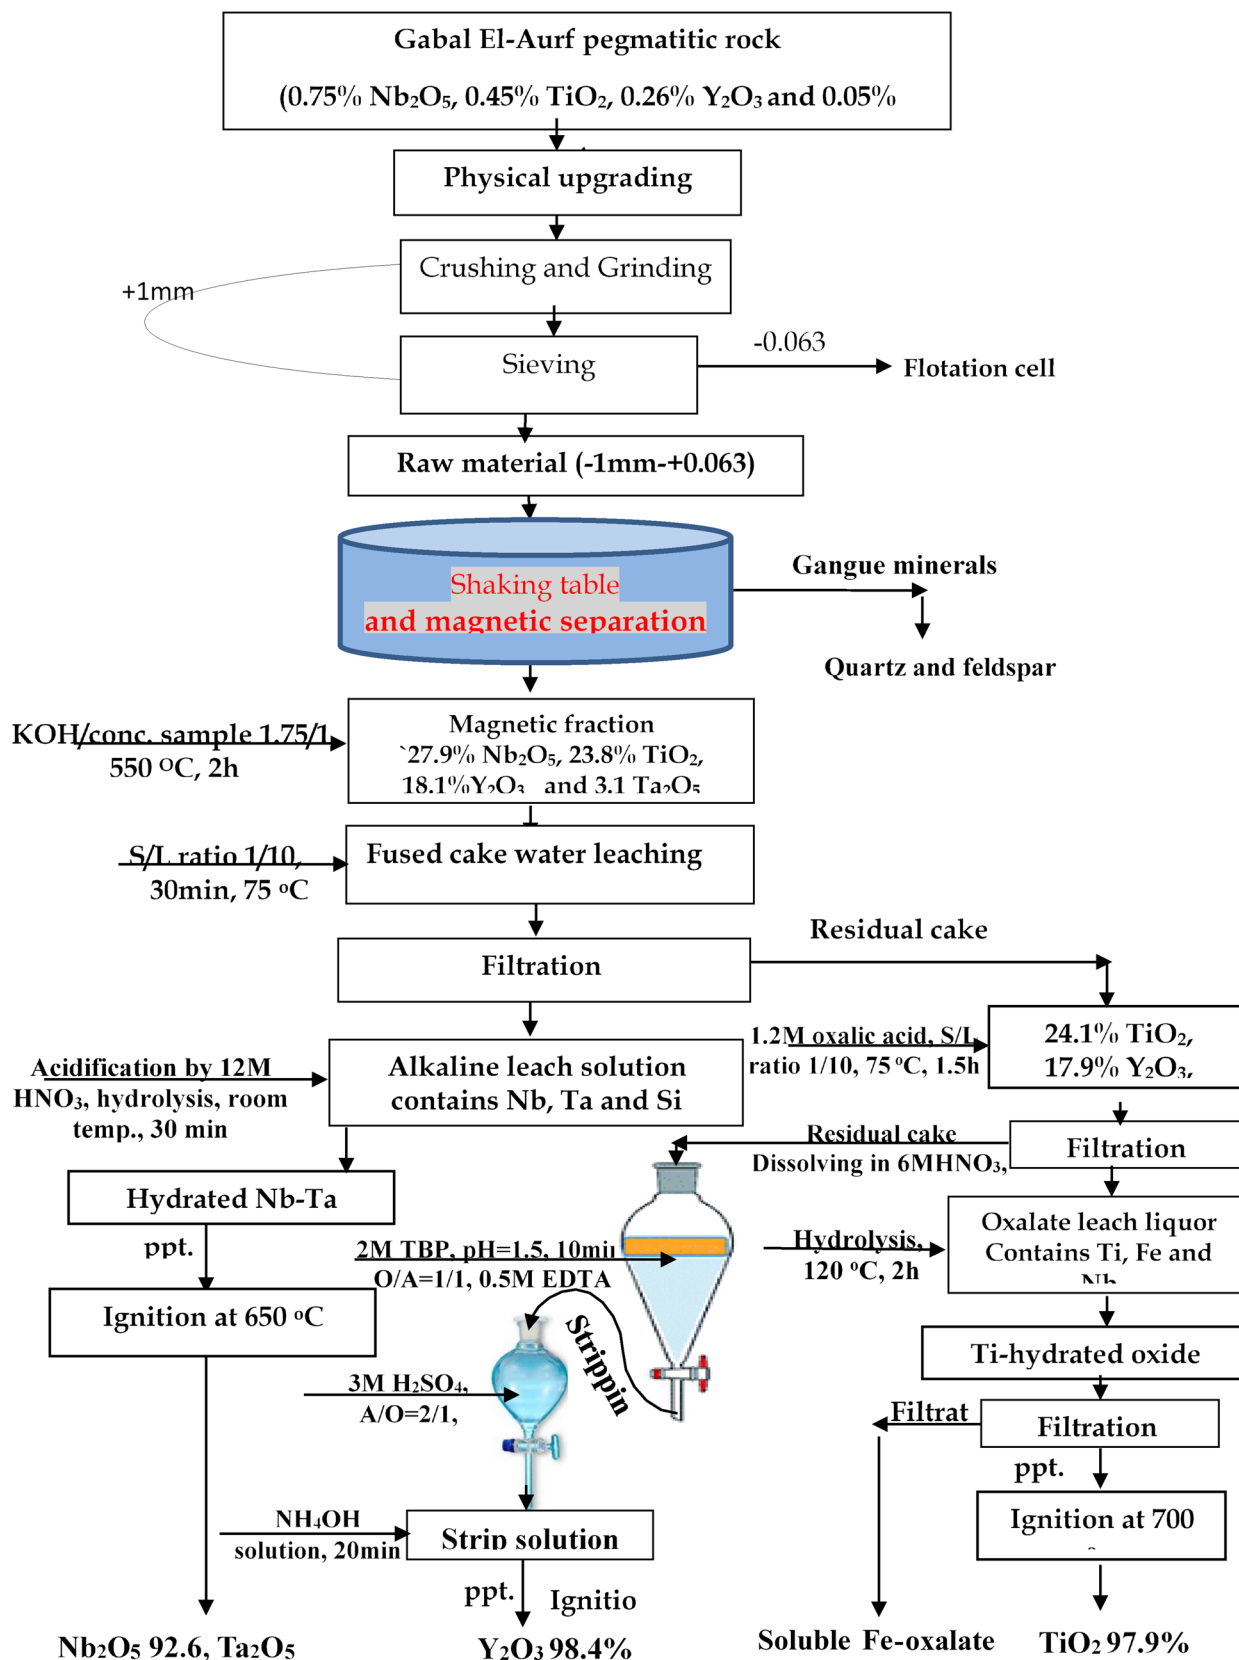 Gabal El-Aurf pegmatitic rock
(0.75% Nb₂O₅, 0.45% TiO₂, 0.26% Y₂O₃ and 0.05%
Physical upgrading
Crushing and Grinding
+1mm
Sieving
-0.063
Flotation cell
Raw material (-1mm-+0.063)
Shaking table
and magnetic separation
Gangue minerals
Quartz and feldspar
KOH/conc. sample 1.75/1
550 ᴼC, 2h
Magnetic fraction
`27.9% Nb₂O₅, 23.8% TiO₂,
18.1%Y₂O₃ and 3.1 Ta₂O₅
S/L ratio 1/10,
30min, 75 ᵒC
Fused cake water leaching
Filtration
Residual cake
Acidification by 12M
HNO₃, hydrolysis, room
temp., 30 min
Alkaline leach solution
contains Nb, Ta and Si
1.2M oxalic acid, S/L
ratio 1/10, 75 ᵒC, 1.5h
24.1% TiO₂,
17.9% Y₂O₃,
Residual cake
Dissolving in 6MHNO₃,
Filtration
Hydrated Nb-Ta
ppt.
2M TBP, pH=1.5, 10min
O/A=1/1, 0.5M EDTA
Hydrolysis,
120 ᵒC, 2h
Oxalate leach liquor
Contains Ti, Fe and
Nb
Ignition at 650 ᵒC
Strippin
Ti-hydrated oxide
3M H₂SO₄,
A/O=2/1,
Filtrat
Filtration
ppt.
NH₄OH
solution, 20min
Strip solution
Ignition at 700
ppt.
Ignitio
Nb₂O₅ 92.6, Ta₂O₅
Y₂O₃ 98.4%
Soluble Fe-oxalate
TiO₂ 97.9%